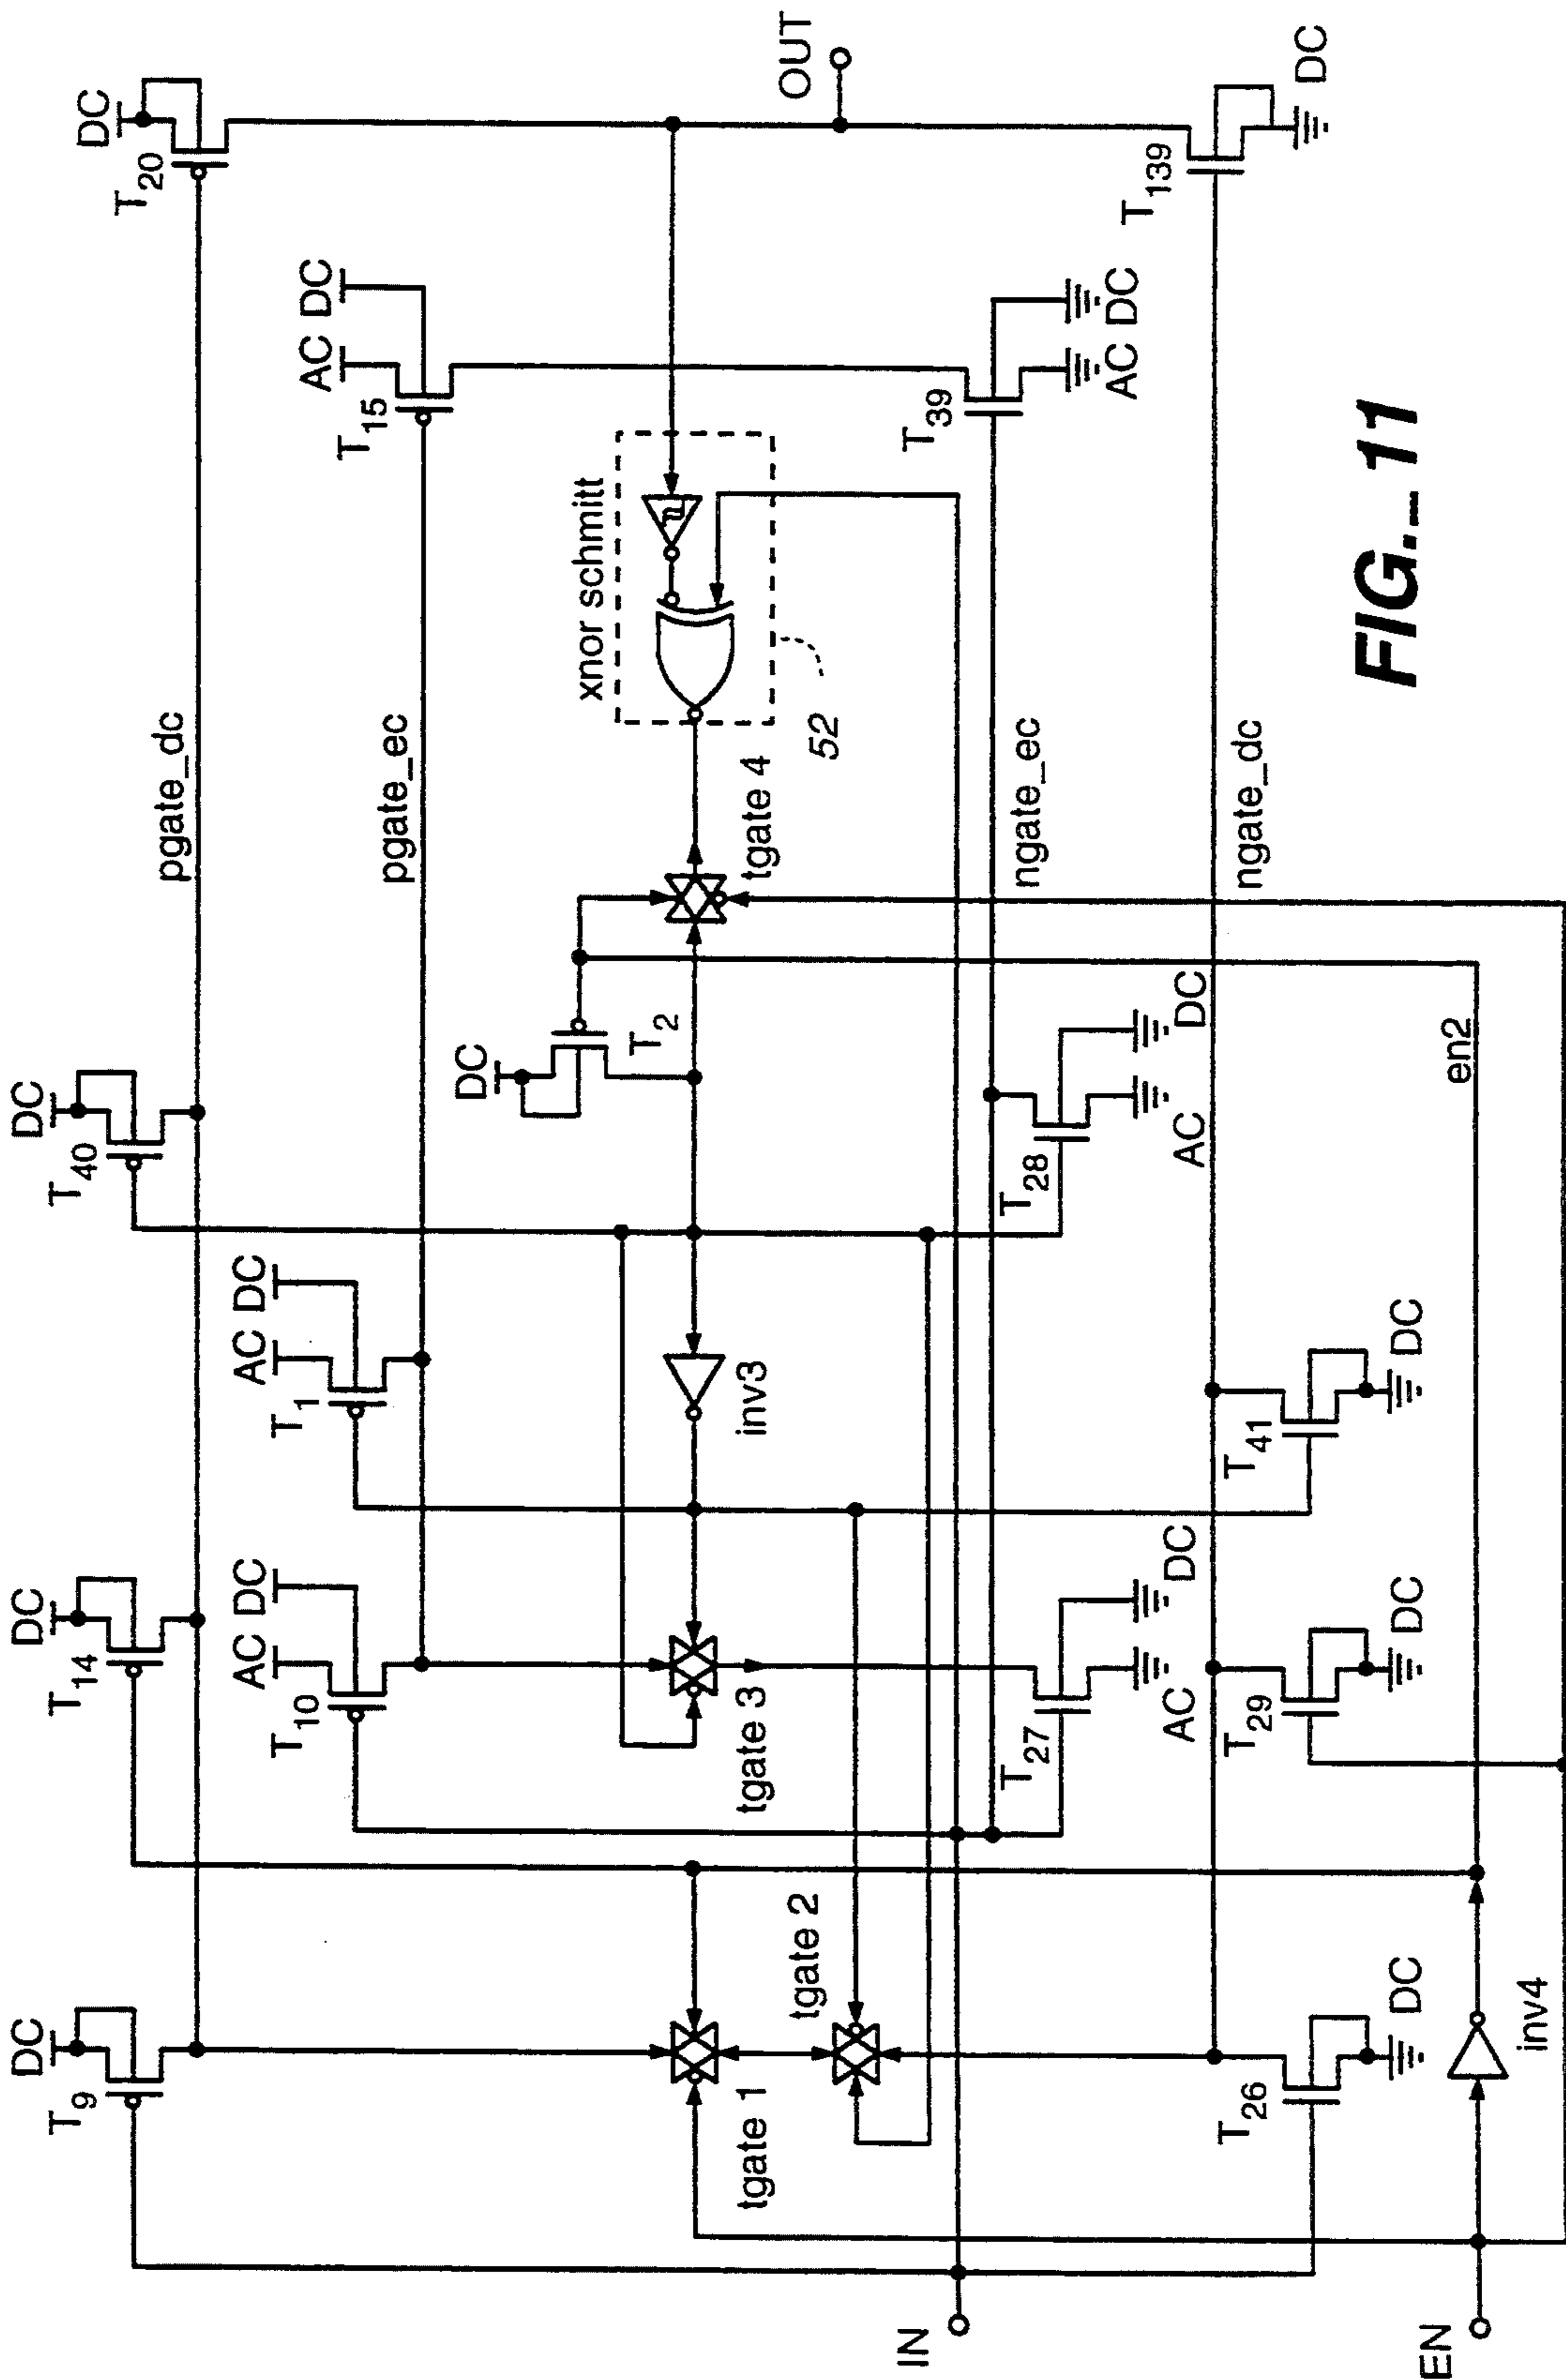 DC
T9
DC
T14
DC
T40
DC
T20
pgate_dc
AC DC
T10
AC DC
T1
pgate_ec
AC DC
T15
DC
T2
xnor schmitt
52
tgate 4
inv3
tgate 3
tgate 1
tgate 2
OUT
IN
ngate_ec
T27
AC DC
T28
AC DC
T39
AC DC
ngate_dc
T26
DC
T29
DC
T41
DC
T139
DC
EN
inv4
en2
FIG._ 11